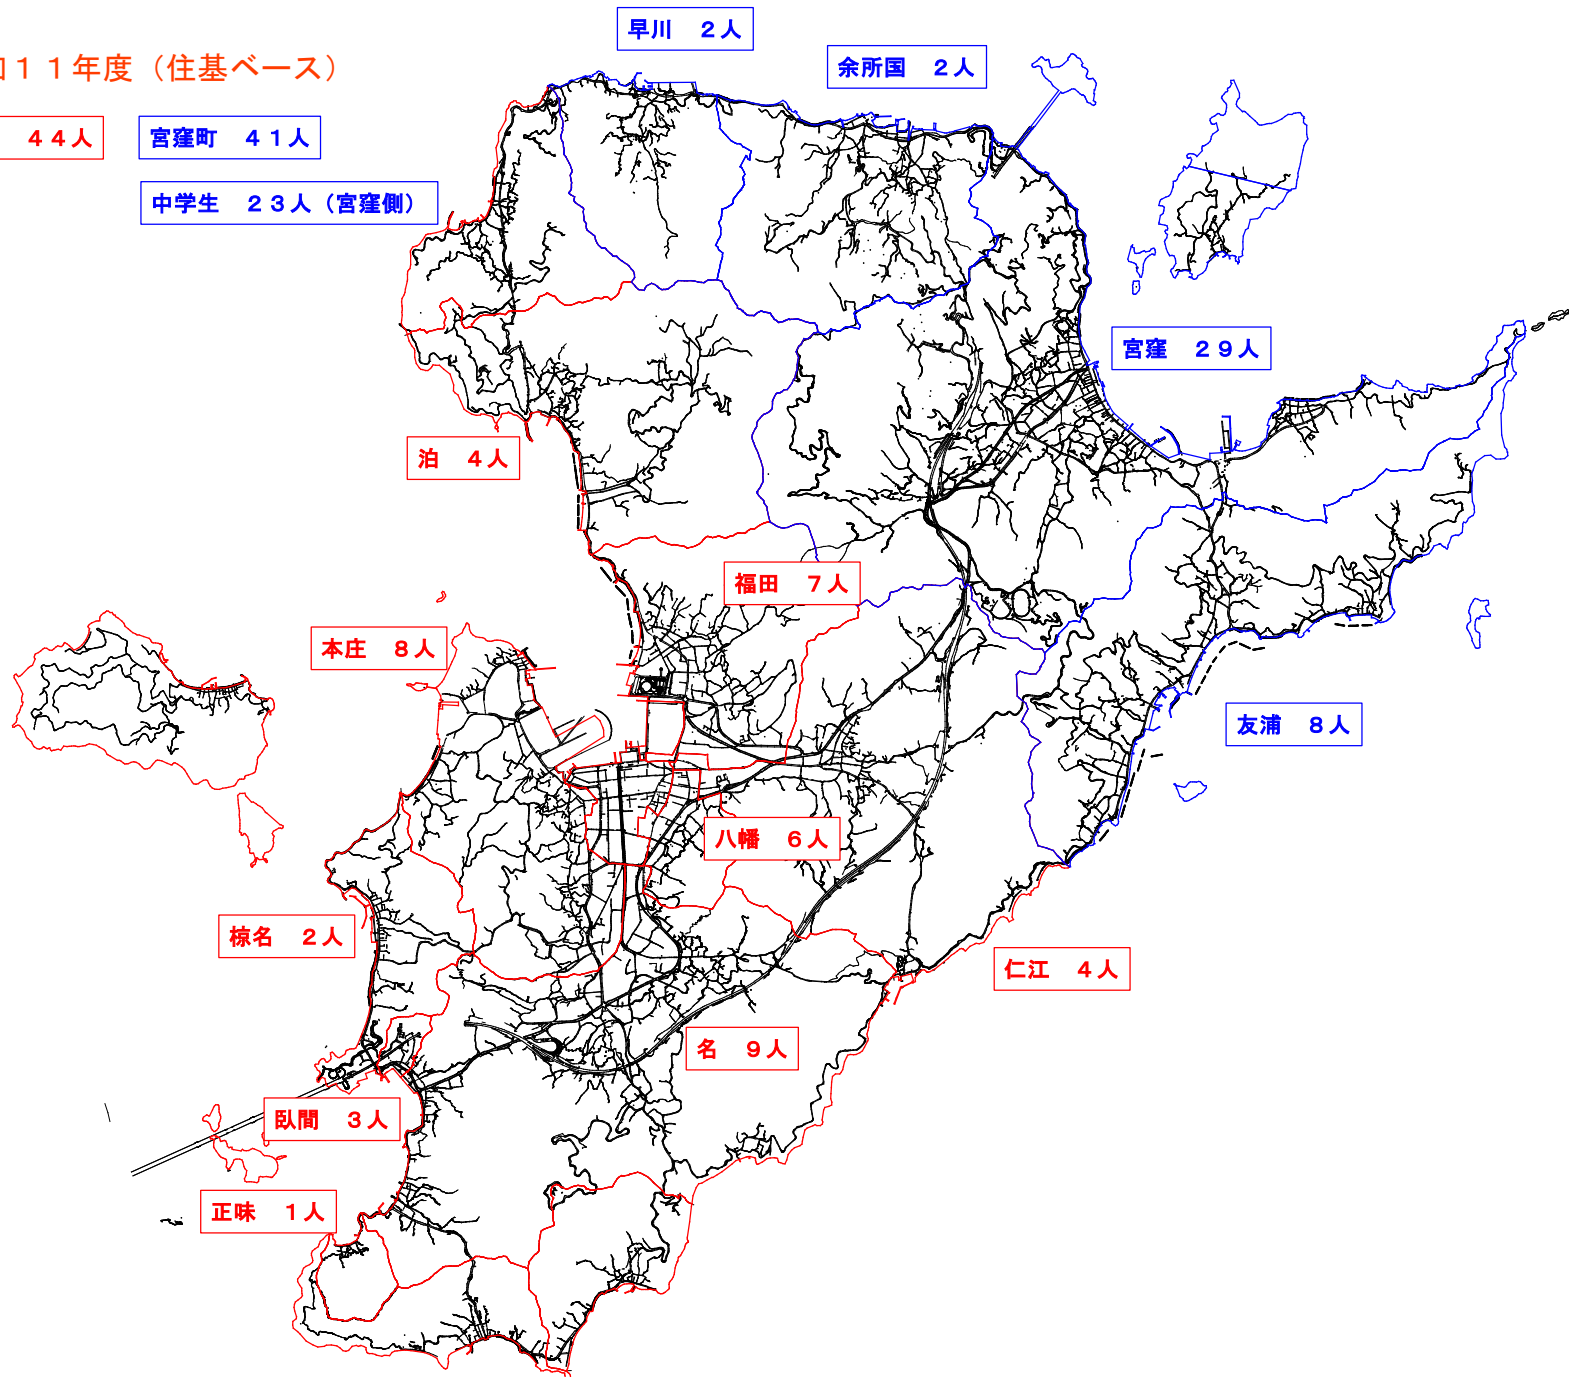 早川　２人
１１年度（住基ベース）
余所国　２人
４４人
宮窪町　４１人
中学生　２３人（宮窪側）
宮窪　２９人
泊　４人
福田　７人
本庄　８人
友浦　８人
八幡　６人
椋名　２人
仁江　４人
名　９人
臥間　３人
正味　１人